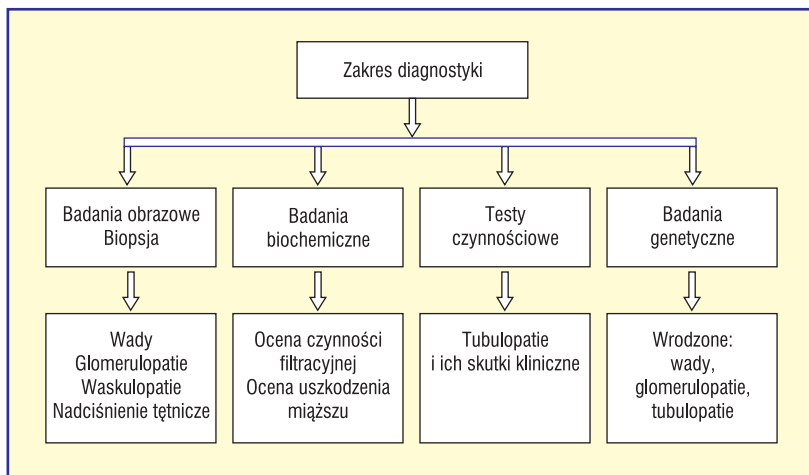 Zakres diagnostyki
Badania obrazowe
Biopsja
Badania
biochemiczne
Testy
czynnościowe
Badania
genetyczne
Wady
Glomerulopatie
Waskulopatie
Nadciśnienie tętnicze
Ocena czynności
filtracyjnej
Ocena uszkodzenia
miąższu
Tubulopatie
i ich skutki kliniczne
Wrodzone:
wady,
glomerulopatie,
tubulopatie